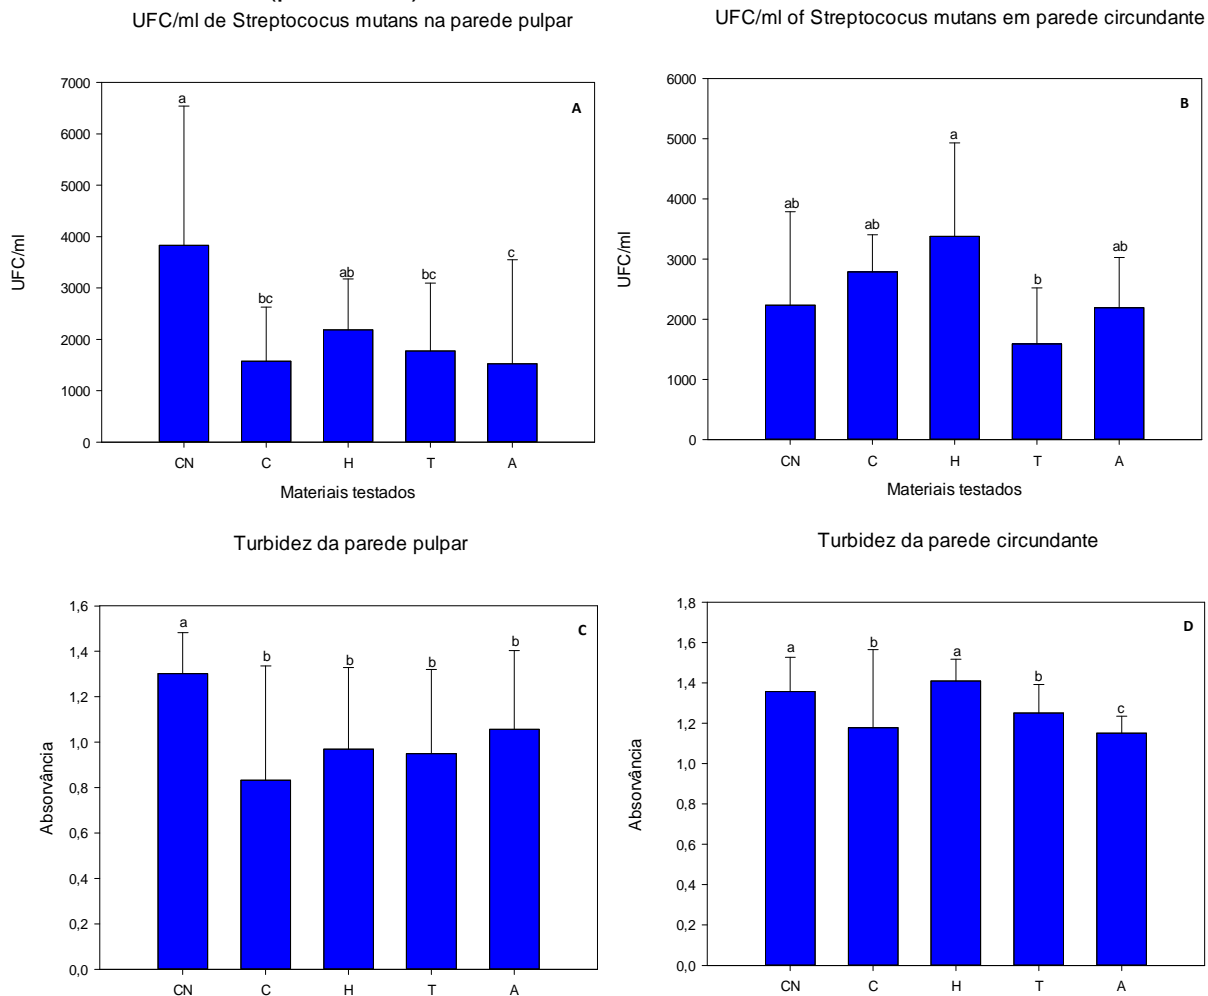 UFC/ml de Streptococus mutans na parede pulpar
7000
6000
5000
4000
3000
2000
1000
0
UFC/ml
a
bc
ab
bc
c
A
CN C H T A
Materiais testados
UFC/ml of Streptococus mutans em parede circundante
6000
5000
4000
3000
2000
1000
0
UFC/ml
ab
ab
a
b
ab
B
CN C H T A
Materiais testados
Turbidez da parede pulpar
1,6
1,4
1,2
1,0
0,8
0,6
0,4
0,2
0,0
Absorvância
a
b
b
b
b
C
CN C H T A
Turbidez da parede circundante
1,8
1,6
1,4
1,2
1,0
0,8
0,6
0,4
0,2
0,0
Absorvância
a
b
a
b
c
D
CN C H T A